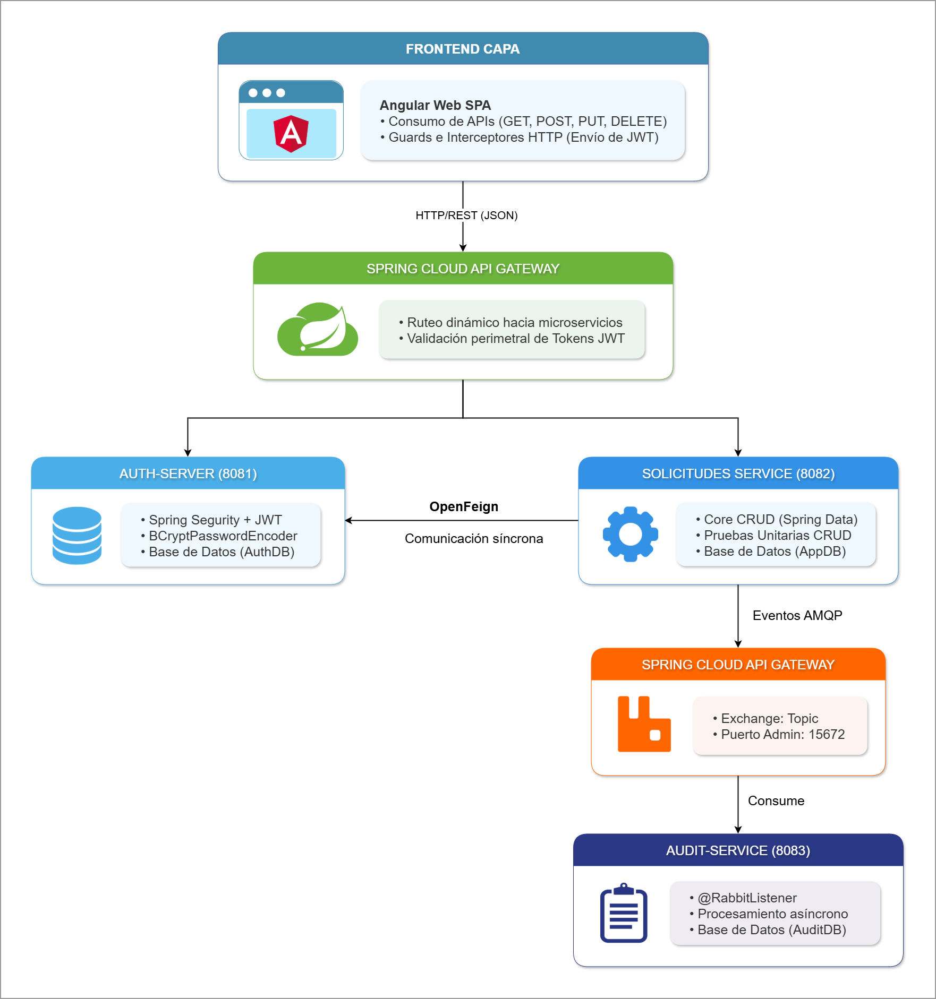 FRONTEND CAPA
Angular Web SPA
• Consumo de APIs (GET, POST, PUT, DELETE)
• Guards e Interceptores HTTP (Envío de JWT)
HTTP/REST (JSON)
SPRING CLOUD API GATEWAY
• Ruteo dinámico hacia microservicios
• Validación perimetral de Tokens JWT
AUTH-SERVER (8081)
• Spring Segurity + JWT
• BCryptPasswordEncoder
• Base de Datos (AuthDB)
OpenFeign
Comunicación síncrona
SOLICITUDES SERVICE (8082)
• Core CRUD (Spring Data)
• Pruebas Unitarias CRUD
• Base de Datos (AppDB)
Eventos AMQP
SPRING CLOUD API GATEWAY
• Exchange: Topic
• Puerto Admin: 15672
Consume
AUDIT-SERVICE (8083)
• @RabbitListener
• Procesamiento asíncrono
• Base de Datos (AuditDB)